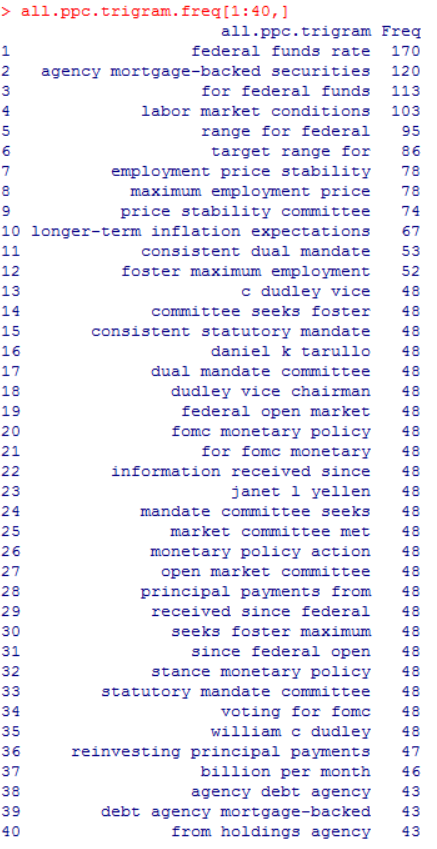 > all.ppc.trigram.freq[1:40,]
all.ppc.trigram Freq
1 federal funds rate 170
2 agency mortgage-backed securities 120
3 for federal funds 113
4 labor market conditions 103
5 range for federal 95
6 target range for 86
7 employment price stability 78
8 maximum employment price 78
9 price stability committee 74
10 longer-term inflation expectations 67
11 consistent dual mandate 53
12 foster maximum employment 52
13 c dudley vice 48
14 committee seeks foster 48
15 consistent statutory mandate 48
16 daniel k tarullo 48
17 dual mandate committee 48
18 dudley vice chairman 48
19 federal open market 48
20 fomc monetary policy 48
21 for fomc monetary 48
22 information received since 48
23 janet l yellen 48
24 mandate committee seeks 48
25 market committee met 48
26 monetary policy action 48
27 open market committee 48
28 principal payments from 48
29 received since federal 48
30 seeks foster maximum 48
31 since federal open 48
32 stance monetary policy 48
33 statutory mandate committee 48
34 voting for fomc 48
35 william c dudley 48
36 reinvesting principal payments 47
37 billion per month 46
38 agency debt agency 43
39 debt agency mortgage-backed 43
40 from holdings agency 43